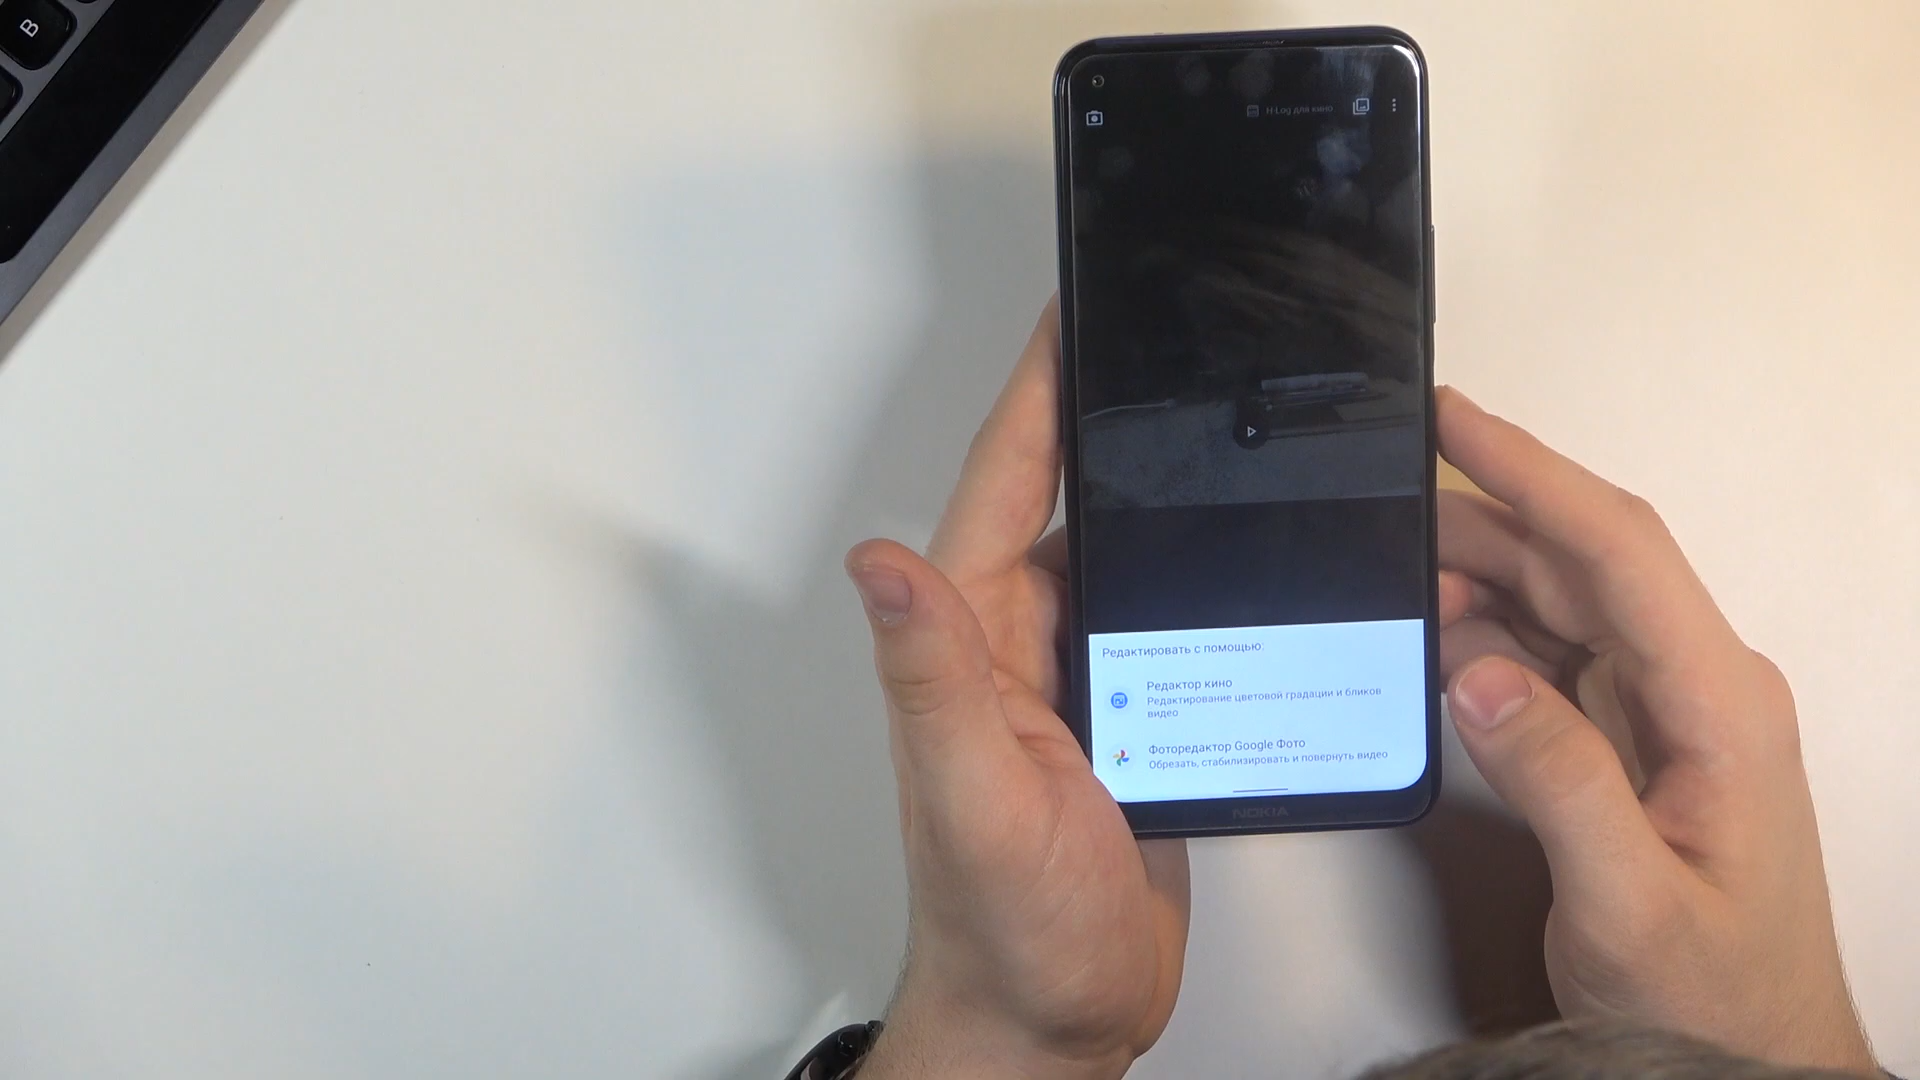 B
H-Log для кино
Редактировать с помощью:
Редактор кино
Редактирование цветовой градации и бликов
видео
Фоторедактор Google Фото
Обрезать, стабилизировать и повернуть видео
NOKIA